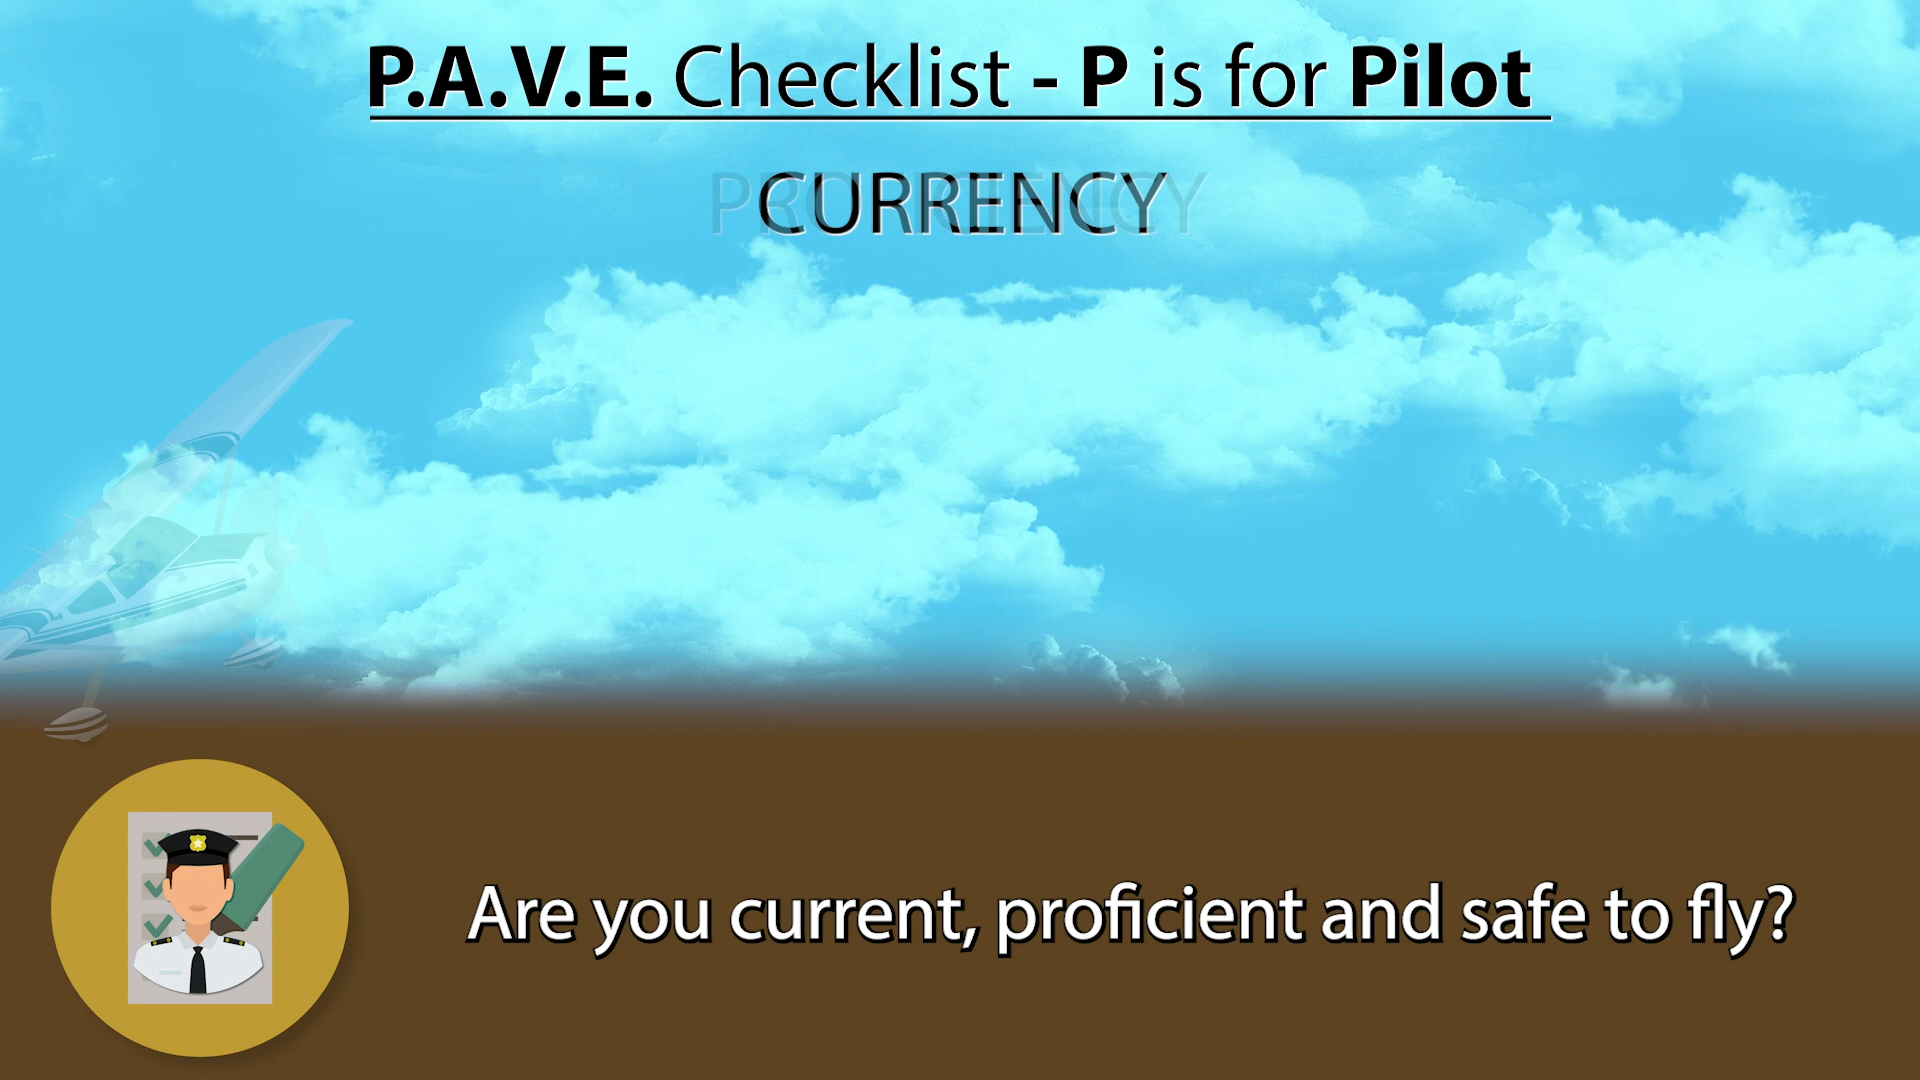 P.A.V.E. Checklist - P is for Pilot
CURRENCY
Are you current, proficient and safe to fly?